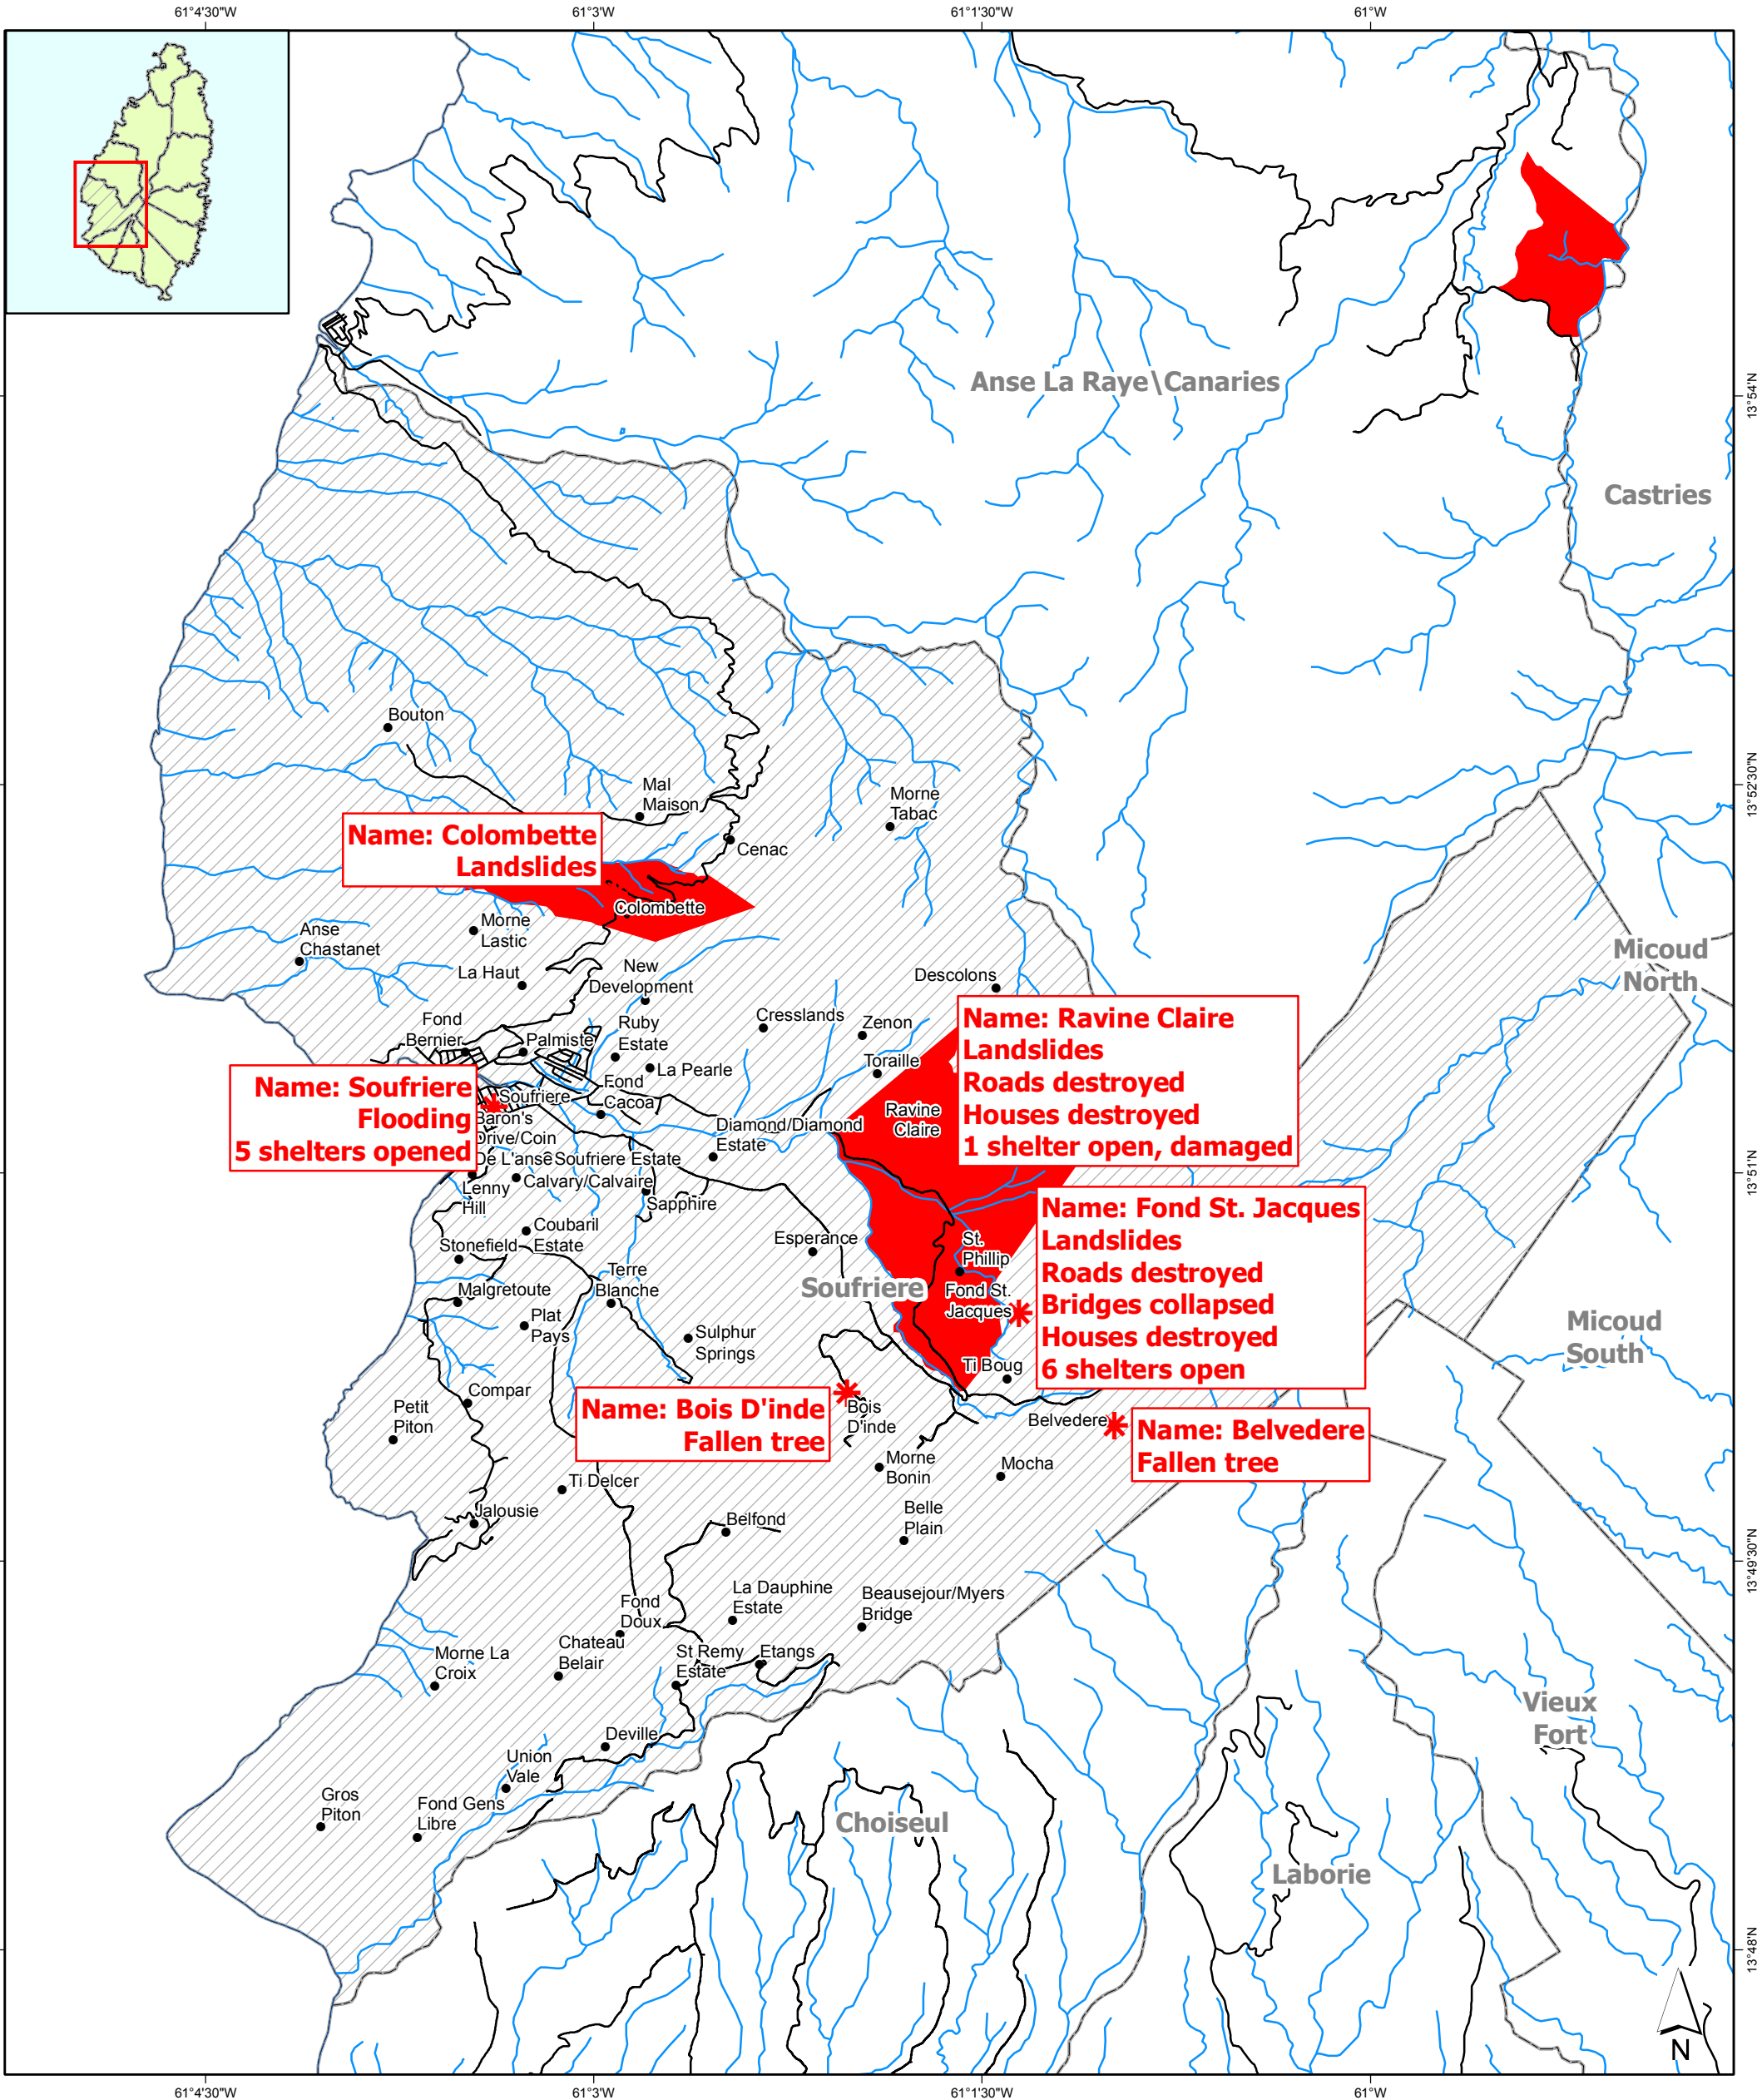 61°4'30"W
61°3'W
61°1'30"W
61°W
Anse La Raye\Canaries
13°54'N
Castries
Bouton
Mal
Maison
Morne
Tabac
13°52'30"N
Name: Colombette
Landslides
Cenac
Colombette
Morne
Lastic
Anse
Chastanet
Micoud
North
La Haut
New
Development
Descolons
Name: Ravine Claire
Landslides
Roads destroyed
Houses destroyed
1 shelter open, damaged
Cresslands
Zenon
Fond
Bernier
Palmiste
Ruby
Estate
La Pearle
Toraille
Name: Soufriere
Flooding
5 shelters opened
Soufriere
Fond
Cacoa
Ravine
Claire
Baron's
Drive/Coin
De L'anse
Diamond/Diamond
Estate
Soufriere Estate
13°51'N
Lenny
Hill
Calvary/Calvaire
Sapphire
Name: Fond St. Jacques
Landslides
Roads destroyed
Bridges collapsed
Houses destroyed
6 shelters open
Coubaril
Estate
Stonefield
Esperance
St.
Phillip
Terre
Blanche
Soufriere
Fond St.
Jacques
Malgretoute
Plat
Pays
Sulphur
Springs
Micoud
South
Ti Boug
Compar
Petit
Piton
Name: Bois D'inde
Fallen tree
Bois
D'inde
Belvedere
Name: Belvedere
Fallen tree
Morne
Bonin
Mocha
Ti Delcer
Jalousie
Belfond
Belle
Plain
13°49'30"N
La Dauphine
Estate
Beausejour/Myers
Bridge
Fond
Doux
Chateau
Belair
Morne La
Croix
St Remy
Estate
Etangs
Vieux
Fort
Deville
Union
Vale
Gros
Piton
Fond Gens
Libre
Choiseul
Laborie
13°48'N
N
61°4'30"W
61°3'W
61°1'30"W
61°W